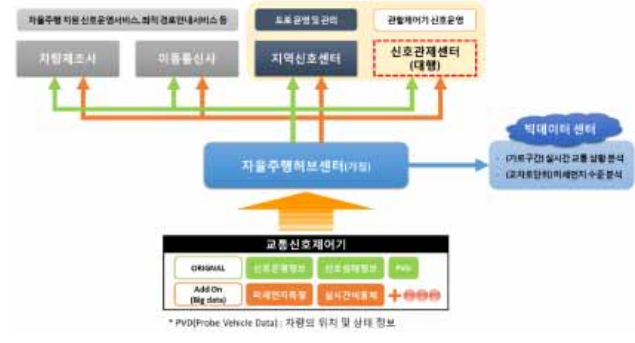 자율주행 지원 신호운영서비스, 최적 경로안내서비스 등
도로 운영 및 관리
관할제어기 신호운영
차량제조사
이동통신사
지역신호센터
신호관제센터
(대행)
빅데이터 센터
자율주행허브센터(가칭)
- (가로구간) 실시간 교통 상황 분석
- (교차로단위) 미세먼지 수준 분석
교통신호제어기
ORIGINAL
신호운영정보
신호상태정보
PVD
Add On
(Big data)
미세먼지측정
실시간
* PVD(Probe Vehicle Data) : 차량의 위치 및 상태 정보